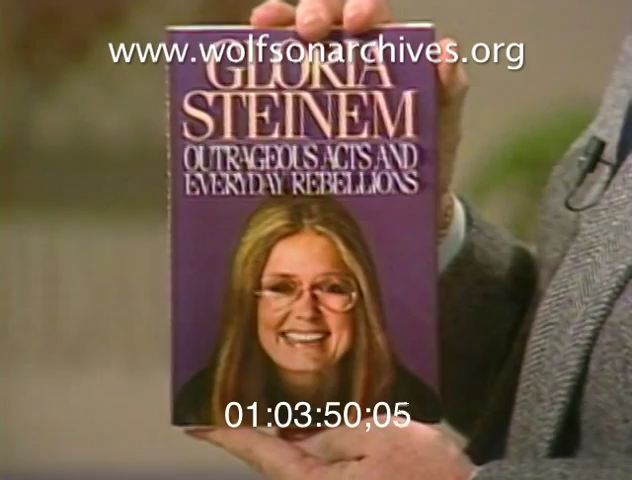 www.wolfsonarchives.org
GLORIA
STEINEM
OUTRAGEOUS ACTS AND
EVERYDAY REBELLIONS
01:03:50;05